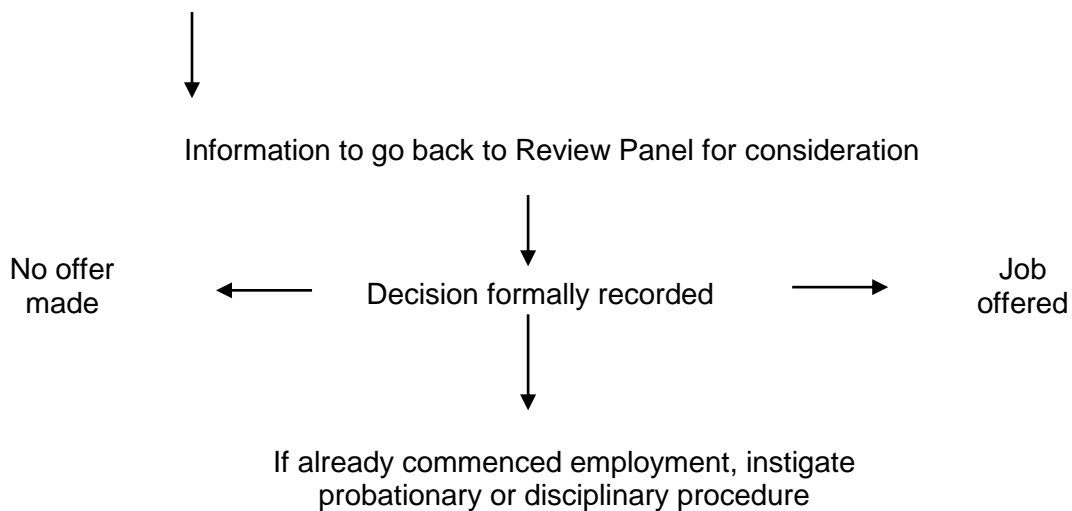 Information to go back to Review Panel for consideration
No offer
made
Decision formally recorded
Job
offered
If already commenced employment, instigate
probationary or disciplinary procedure